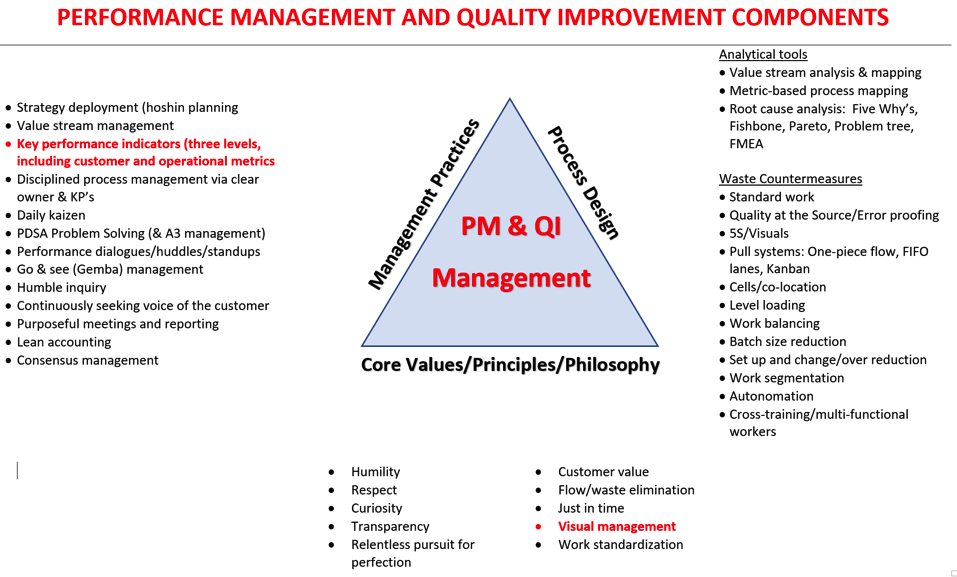 PERFORMANCE MANAGEMENT AND QUALITY IMPROVEMENT COMPONENTS
• Strategy deployment (hoshin planning
• Value stream management
• Key performance indicators (three levels,
including customer and operational metrics
• Disciplined process management via clear
owner & KP's
• Daily kaizen
• PDSA Problem Solving (& A3 management)
• Performance dialogues/huddles/standups
• Go & see (Gemba) management
• Humble inquiry
• Continuously seeking voice of the customer
• Purposeful meetings and reporting
• Lean accounting
• Consensus management
Management Practices
Process Design
PM & QI
Management
Core Values/Principles/Philosophy
Analytical tools
• Value stream analysis & mapping
• Metric-based process mapping
• Root cause analysis: Five Why's,
Fishbone, Pareto, Problem tree,
FMEA
Waste Countermeasures
• Standard work
• Quality at the Source/Error proofing
• 5S/Visuals
• Pull systems: One-piece flow, FIFO
lanes, Kanban
• Cells/co-location
• Level loading
• Work balancing
• Batch size reduction
• Set up and change/over reduction
• Work segmentation
• Autonomation
• Cross-training/multi-functional
workers
• Humility
• Respect
• Curiosity
• Transparency
• Relentless pursuit for
perfection
• Customer value
• Flow/waste elimination
• Just in time
• Visual management
• Work standardization